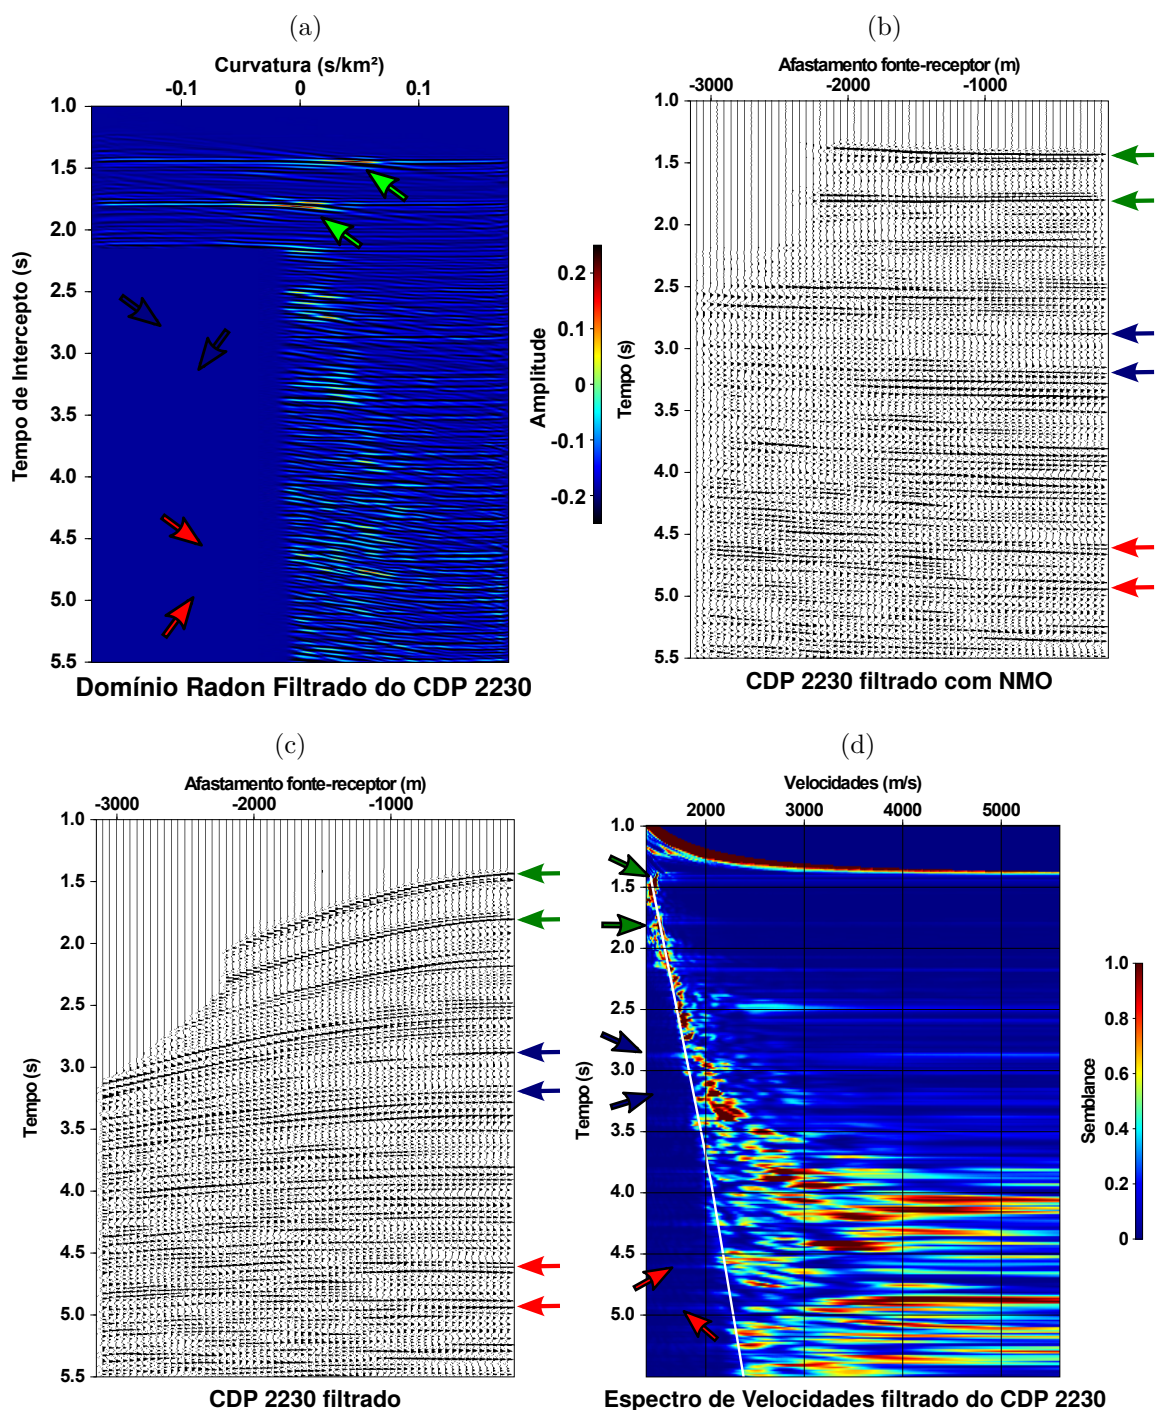 (a)
Curvatura (s/km²)
-0.1 0 0.1
1.0
1.5
2.0
2.5
3.0
3.5
4.0
4.5
5.0
5.5
Tempo de Intercepto (s)
Domínio Radon Filtrado do CDP 2230
0.2
0.1
0
-0.1
-0.2
Amplitude
(b)
Afastamento fonte-receptor (m)
-3000 -2000 -1000
1.0
1.5
2.0
2.5
3.0
3.5
4.0
4.5
5.0
5.5
Tempo (s)
CDP 2230 filtrado com NMO
(c)
Afastamento fonte-receptor (m)
-3000 -2000 -1000
1.0
1.5
2.0
2.5
3.0
3.5
4.0
4.5
5.0
5.5
Tempo (s)
CDP 2230 filtrado
(d)
Velocidades (m/s)
2000 3000 4000 5000
1.0
1.5
2.0
2.5
3.0
3.5
4.0
4.5
5.0
Tempo (s)
Espectro de Velocidades filtrado do CDP 2230
1.0
0.8
0.6
0.4
0.2
0
Semblance